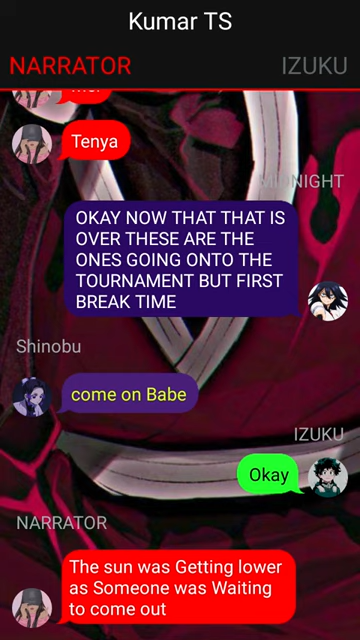 Kumar TS
NARRATOR IZUKU
Tenya
MIDNIGHT
OKAY NOW THAT THAT IS
OVER THESE ARE THE
ONES GOING ONTO THE
TOURNAMENT BUT FIRST
BREAK TIME
Shinobu
come on Babe
IZUKU
Okay
NARRATOR
The sun was Getting lower
as Someone was Waiting
to come out